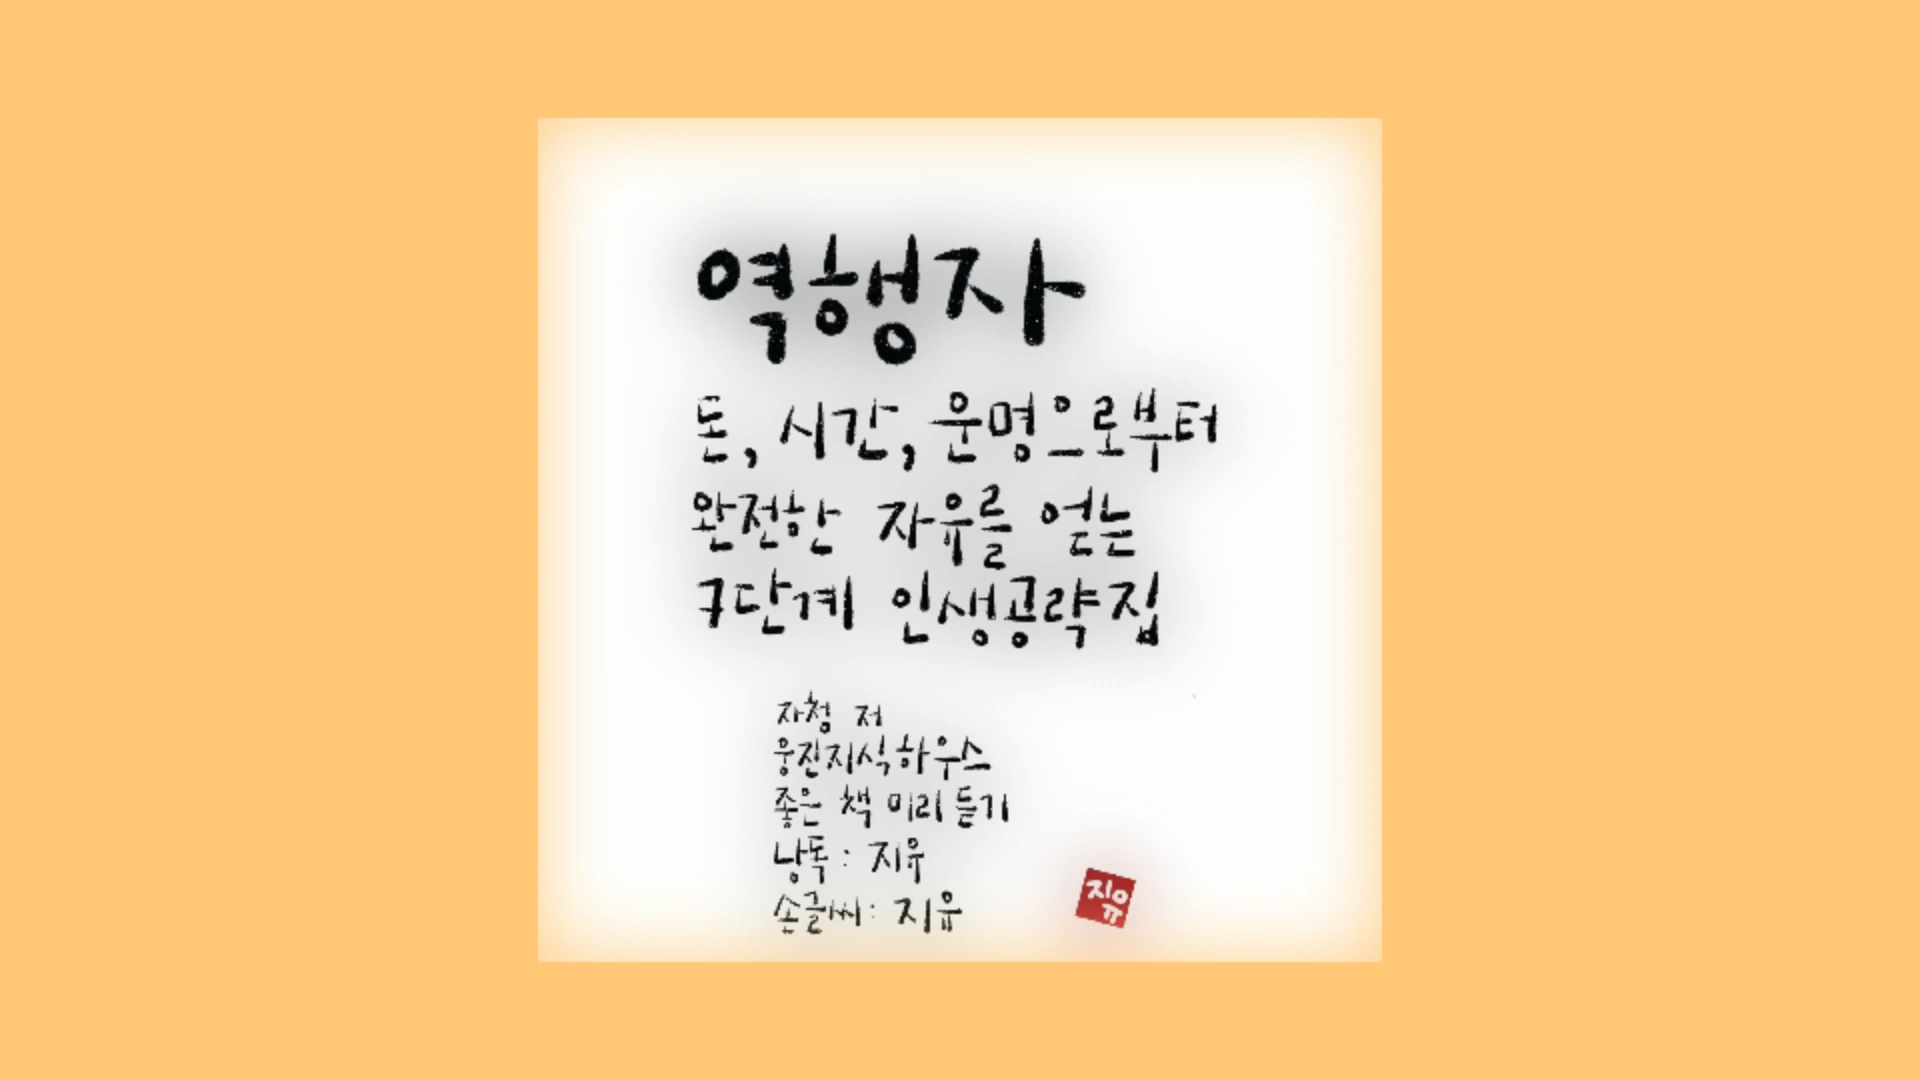 역행자
돈, 시간, 운명으로부터
완전한 자유를 얻는
7단계 인생공략집
자청 저
웅진지식하우스
좋은 책 미리 듣기
낭독 : 지유
손글씨 : 지유
지유